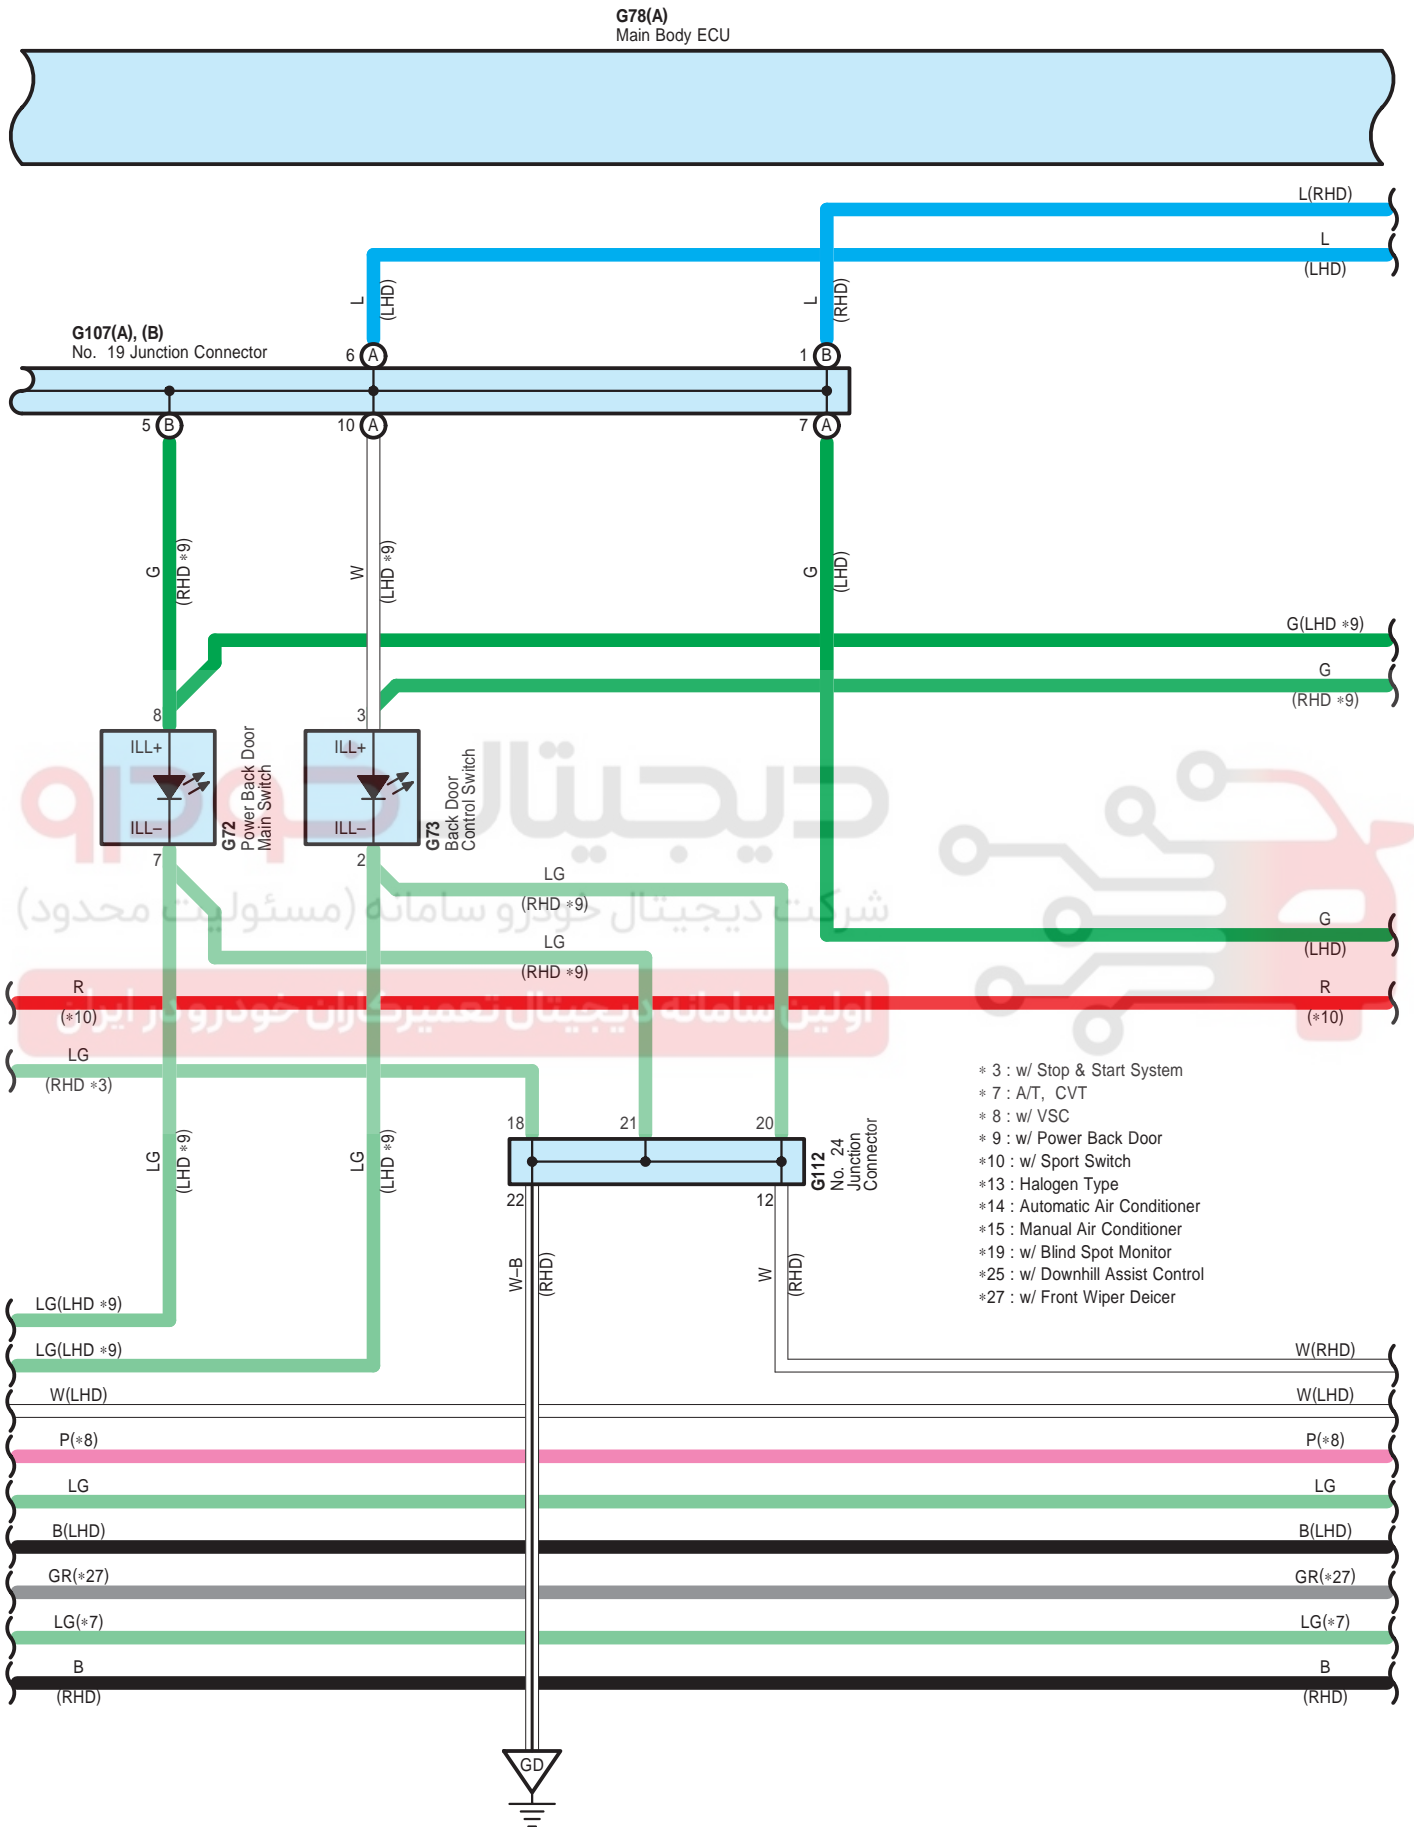 G78(A)
Main Body ECU
L(RHD)
L
(LHD)
L
(LHD)
L
(RHD)
G107(A), (B)
No. 19 Junction Connector
6 A
1 B
5 B
10 A
7 A
G
(RHD *9)
W
(LHD *9)
G
(LHD)
G(LHD *9)
G
(RHD *9)
8
3
ILL+
ILL–
G72
Power Back Door
Main Switch
ILL+
ILL–
G73
Back Door
Control Switch
7
2
دیجیتال خودرو
شرکت دیجیتال خودرو سامانه (مسئولیت محدود)
اولین سامانه دیجیتال تعمیرکاران خودرو در ایران
LG
(RHD *9)
LG
(RHD *9)
G
(LHD)
R
(*10)
R
(*10)
LG
(RHD *3)
* 3 : w/ Stop & Start System
* 7 : A/T, CVT
* 8 : w/ VSC
* 9 : w/ Power Back Door
*10 : w/ Sport Switch
*13 : Halogen Type
*14 : Automatic Air Conditioner
*15 : Manual Air Conditioner
*19 : w/ Blind Spot Monitor
*25 : w/ Downhill Assist Control
*27 : w/ Front Wiper Deicer
18
21
20
G112
No. 24
Junction
Connector
22
12
LG
(LHD *9)
LG
(LHD *9)
W–B
(RHD)
W
(RHD)
LG(LHD *9)
LG(LHD *9)
W(RHD)
W(LHD)
W(LHD)
P(*8)
P(*8)
LG
LG
B(LHD)
B(LHD)
GR(*27)
GR(*27)
LG(*7)
LG(*7)
B
(RHD)
B
(RHD)
GD